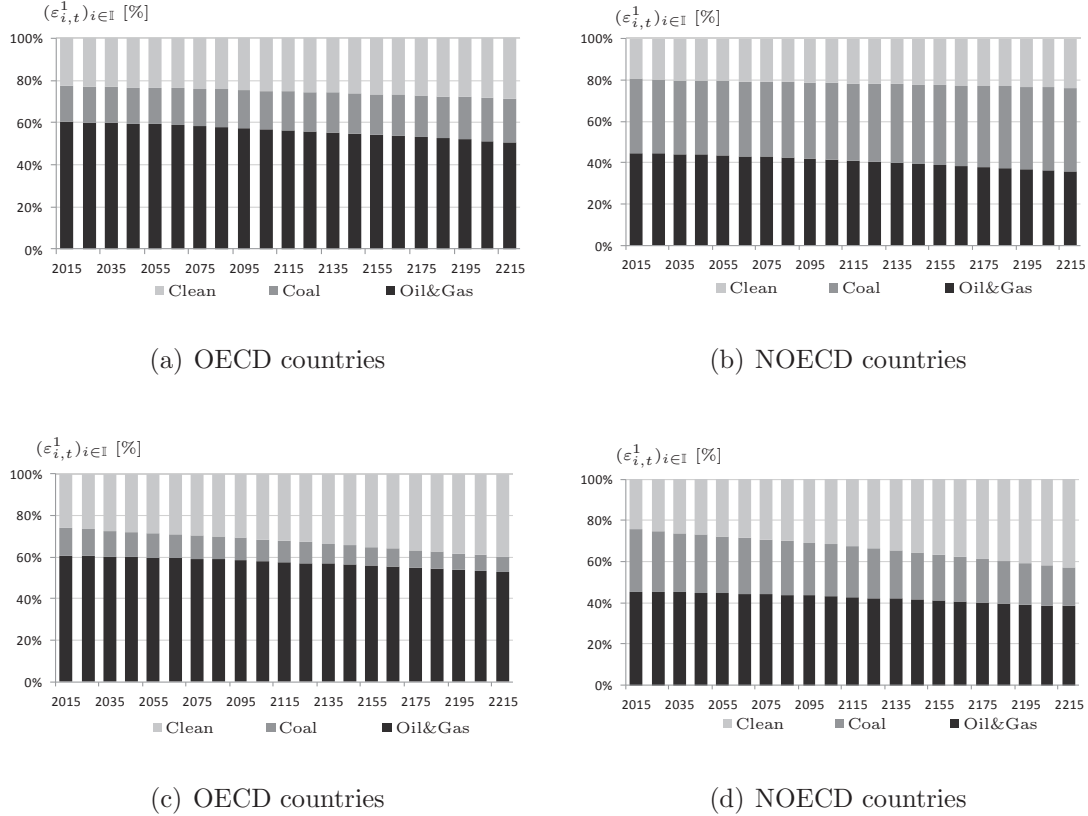 (ε¹ᵢ,ₜ)ᵢ∈𝕀 [%]
100%
80%
60%
40%
20%
0%
2015 2035 2055 2075 2095 2115 2135 2155 2175 2195 2215
Clean Coal Oil&Gas
(a) OECD countries
(ε¹ᵢ,ₜ)ᵢ∈𝕀 [%]
100%
80%
60%
40%
20%
0%
2015 2035 2055 2075 2095 2115 2135 2155 2175 2195 2215
Clean Coal Oil&Gas
(b) NOECD countries
(ε¹ᵢ,ₜ)ᵢ∈𝕀 [%]
100%
80%
60%
40%
20%
0%
2015 2035 2055 2075 2095 2115 2135 2155 2175 2195 2215
Clean Coal Oil&Gas
(c) OECD countries
(ε¹ᵢ,ₜ)ᵢ∈𝕀 [%]
100%
80%
60%
40%
20%
0%
2015 2035 2055 2075 2095 2115 2135 2155 2175 2195 2215
Clean Coal Oil&Gas
(d) NOECD countries